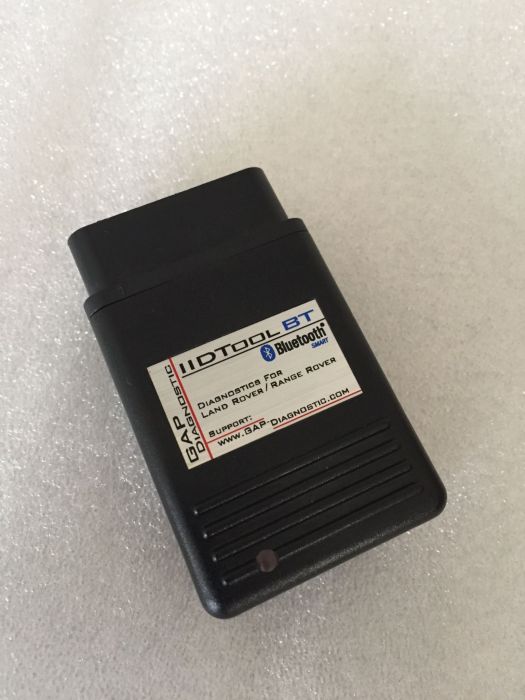 GAP
DIAGNOSTIC
IIDTOOL BT
Bluetooth®
SMART
DIAGNOSTICS FOR
LAND ROVER / RANGE ROVER
SUPPORT:
WWW.GAP-DIAGNOSTIC.COM